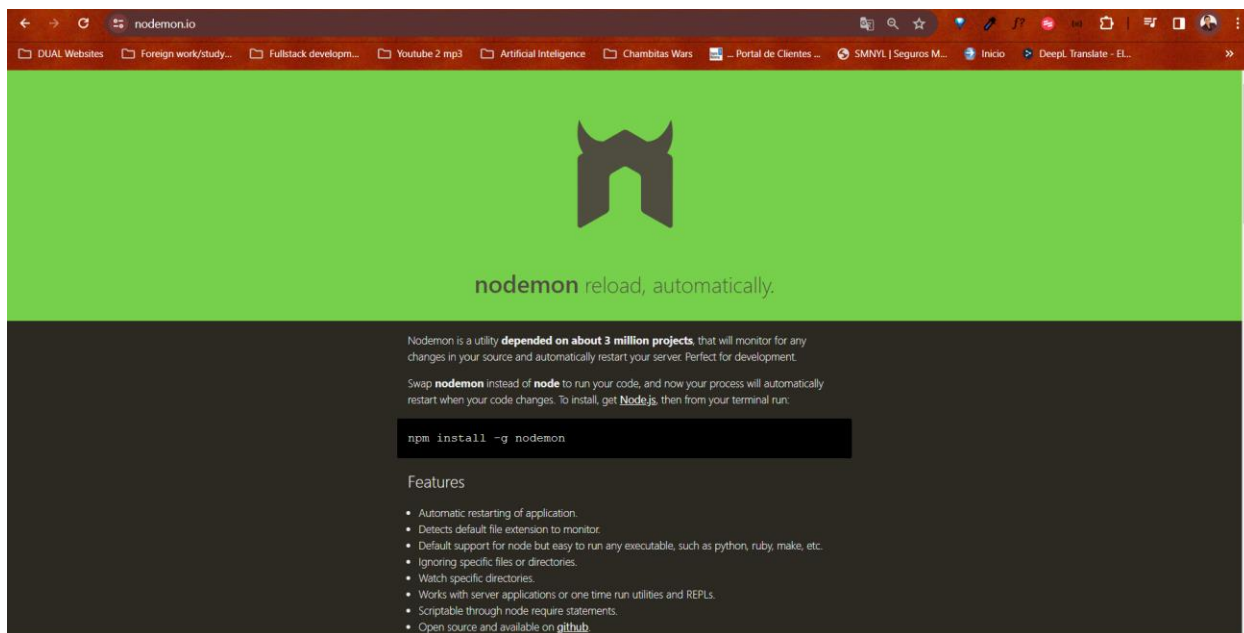 nodemon.io
DUAL Websites Foreign work/study... Fullstack developm... Youtube 2 mp3 Artificial Inteligence Chambitas Wars _ Portal de Clientes ... SMNYL | Seguros M... Inicio DeepL Translate - El... »
nodemon reload, automatically.
Nodemon is a utility depended on about 3 million projects, that will monitor for any
changes in your source and automatically restart your server. Perfect for development.
Swap nodemon instead of node to run your code, and now your process will automatically
restart when your code changes. To install, get Node.js, then from your terminal run:
npm install -g nodemon
Features
• Automatic restarting of application.
• Detects default file extension to monitor.
• Default support for node but easy to run any executable, such as python, ruby, make, etc.
• Ignoring specific files or directories.
• Watch specific directories.
• Works with server applications or one time run utilities and REPLs.
• Scriptable through node require statements.
• Open source and available on github.